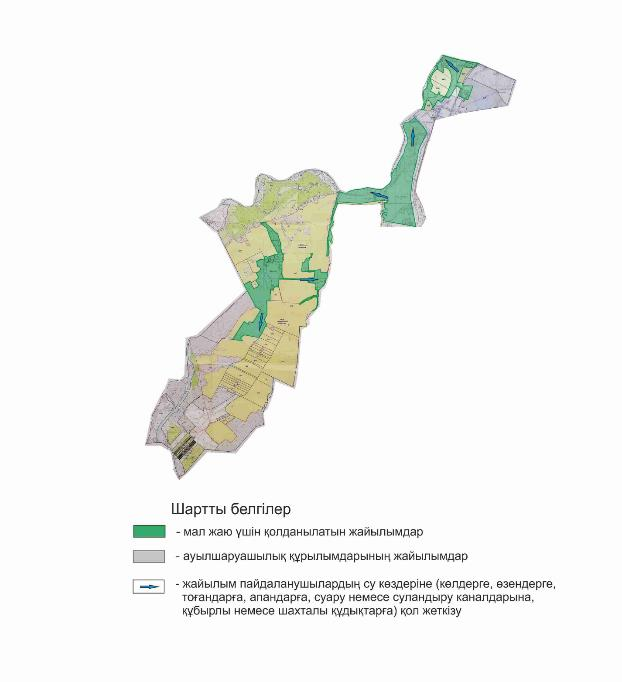 Шартты белгілер
- мал жаю үшін қолданылатын жайылымдар
- ауылшаруашылық құрылымдарының жайылымдар
- жайылым пайдаланушылардың су көздеріне (көлдерге, өзендерге,
тоғандарға, апандарға, суару немесе суландыру каналдарына,
құбырлы немесе шахталы құдықтарға) қол жеткізу